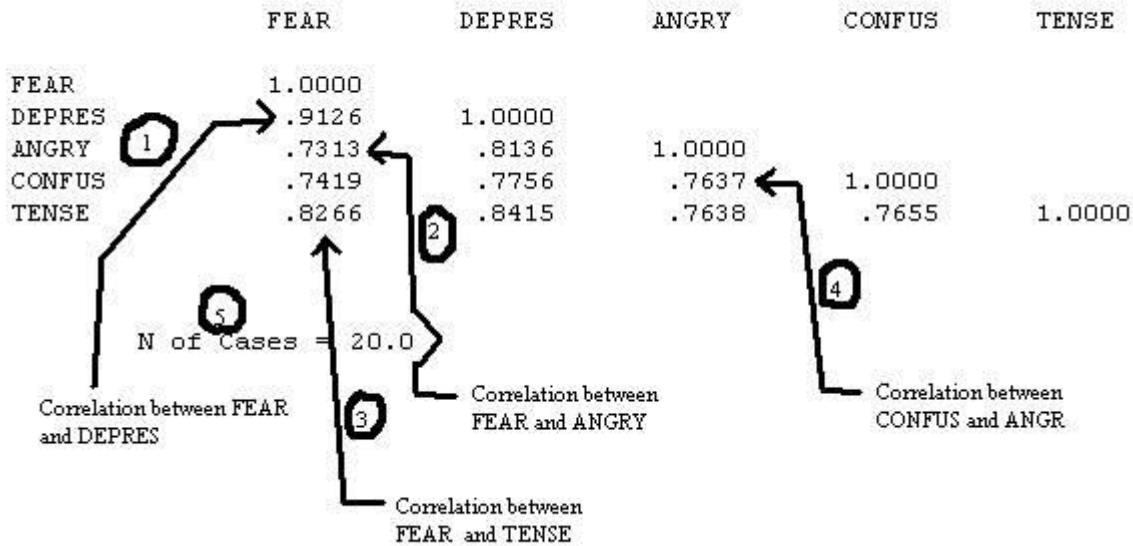 FEAR DEPRES ANGRY CONFUS TENSE
FEAR 1.0000
DEPRES .9126 1.0000
ANGRY .7313 .8136 1.0000
CONFUS .7419 .7756 .7637 1.0000
TENSE .8266 .8415 .7638 .7655 1.0000
1
2
4
5
N of Cases = 20.0
Correlation between FEAR
and DEPRES
3
Correlation between
FEAR and ANGRY
Correlation between
CONFUS and ANGR
Correlation between
FEAR and TENSE